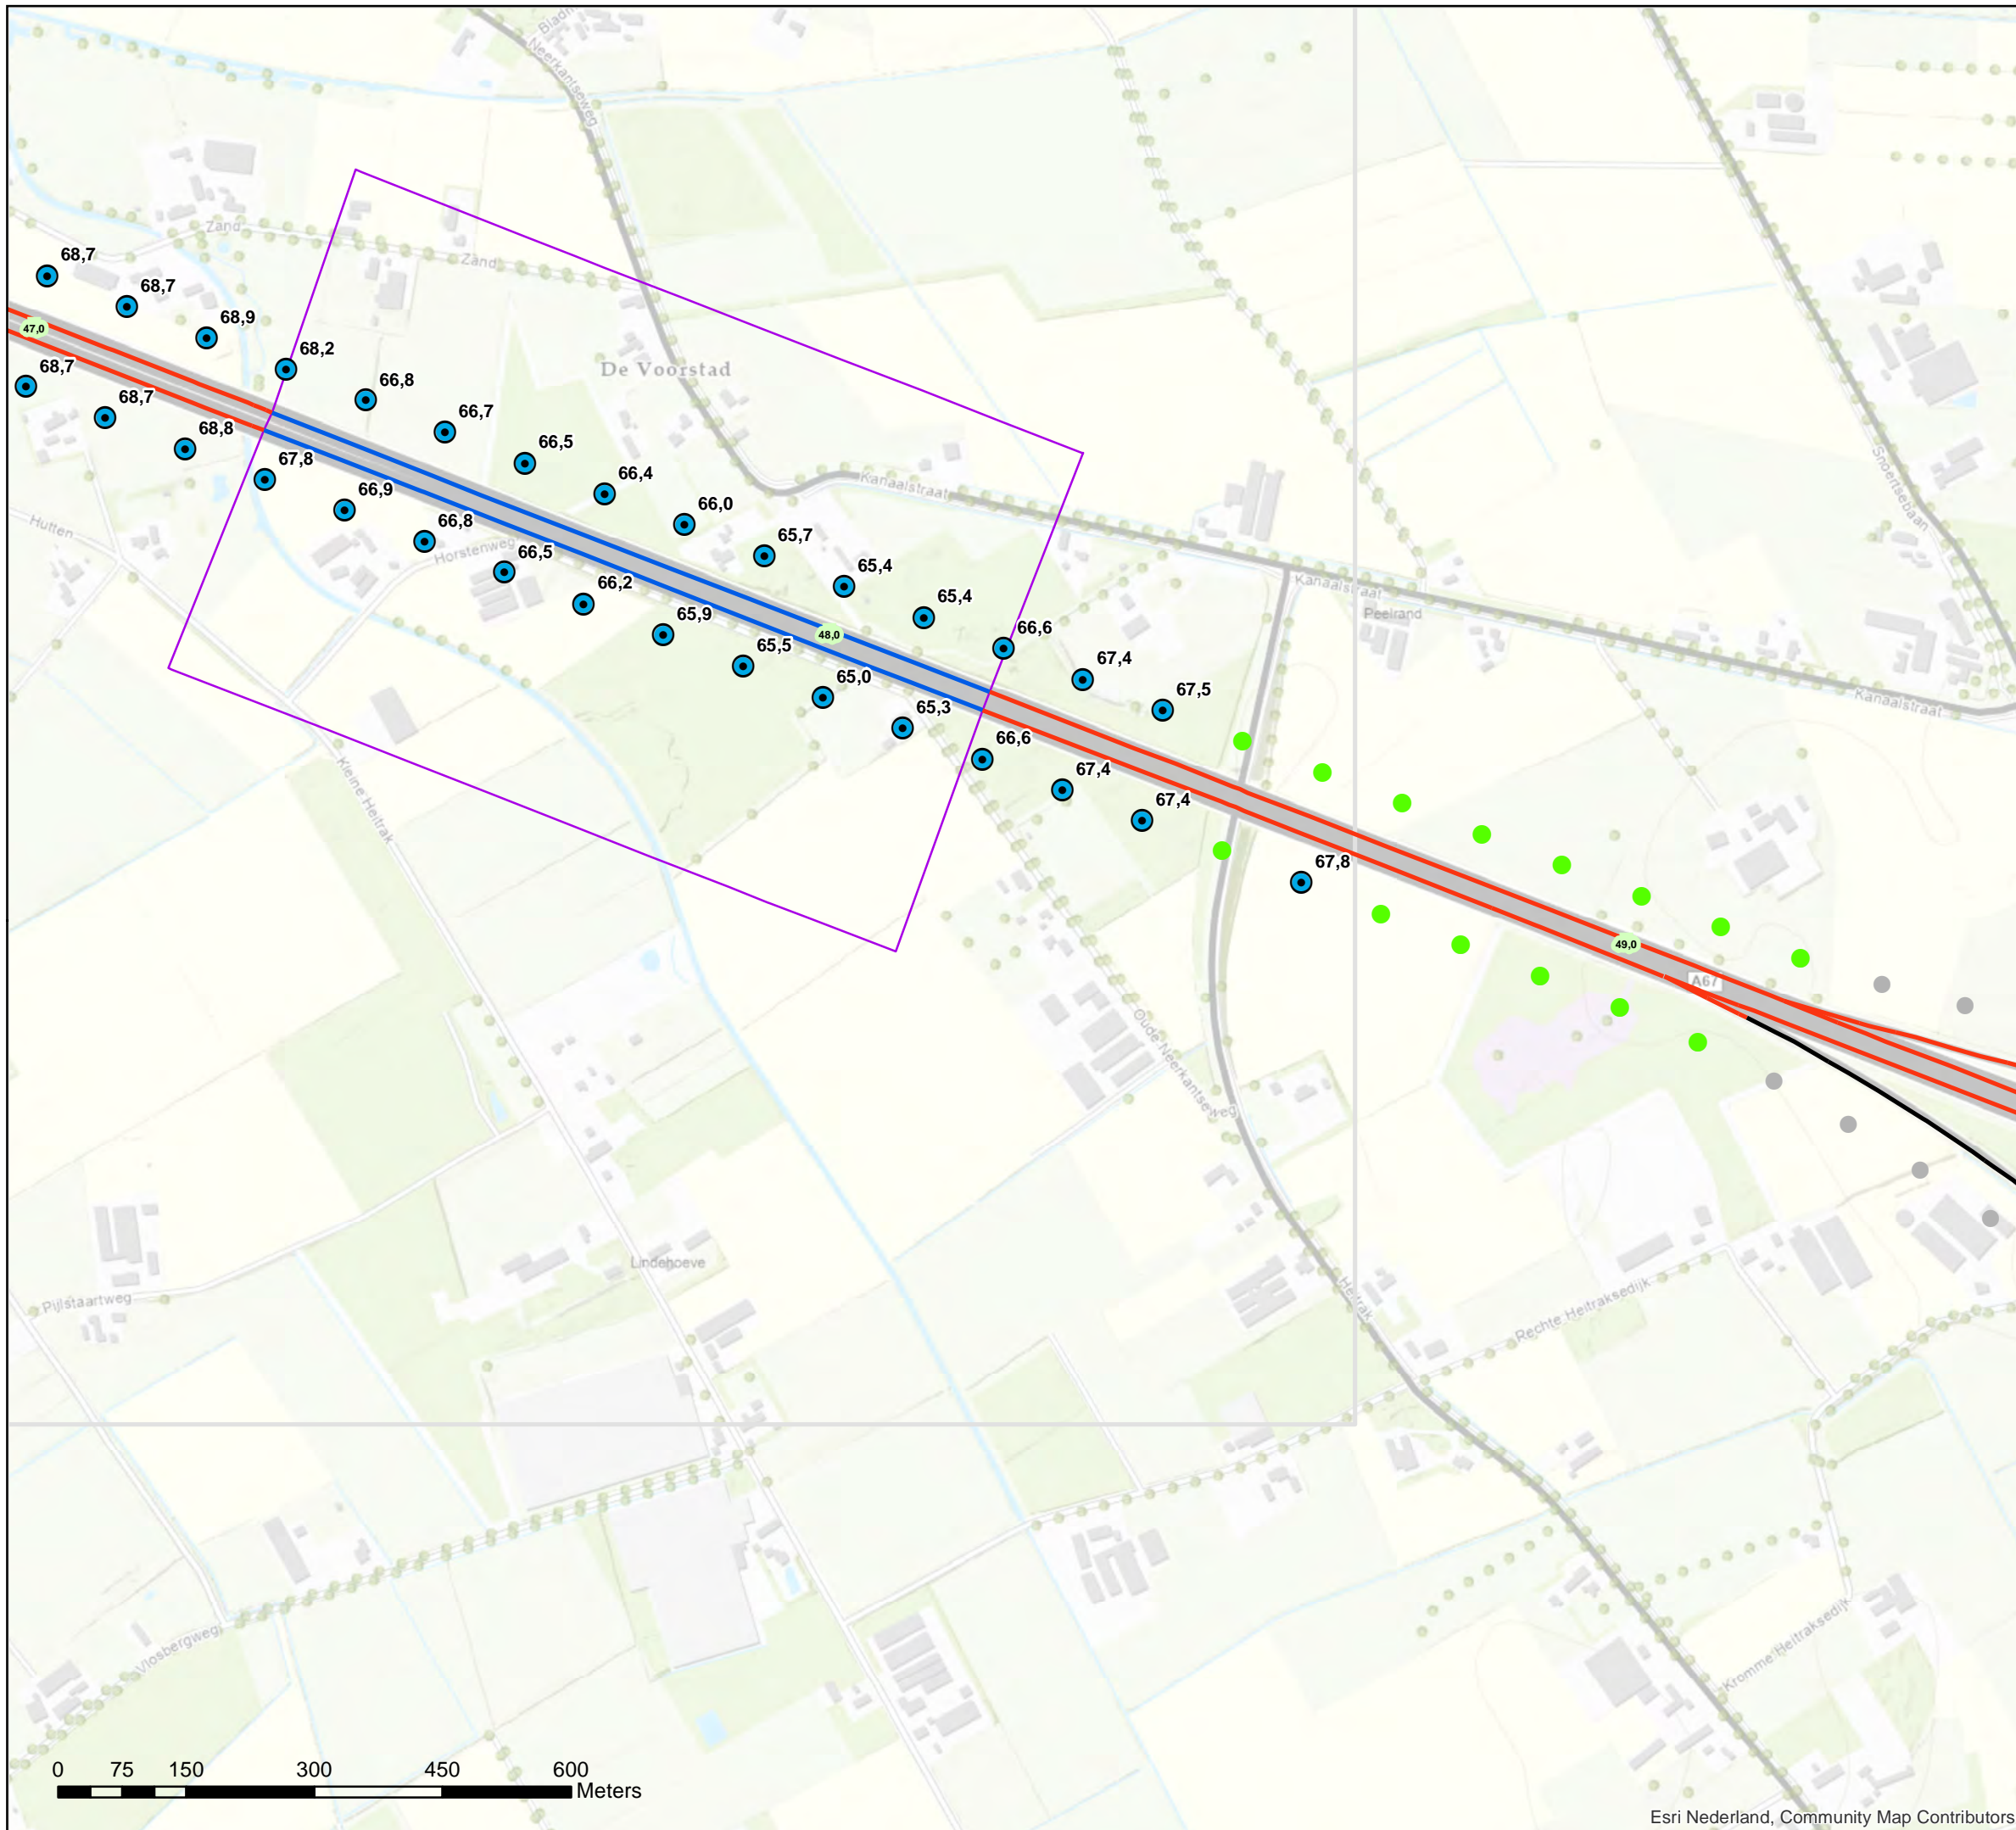 Bladn
Neerkantseweg
Zand
Zand
68,7
68,7
68,9
47,0
68,2
De Voorstad
68,7
66,8
68,7
66,7
68,8
66,5
67,8
66,4
Kanaalstraat
66,9
66,0
Snoertsebaan
Hutten
66,8
65,7
Horstenweg
66,5
65,4
Kanaalstraat
66,2
65,4
Peelrand
65,9
48,0
66,6
65,5
67,4
65,0
67,5
Kanaalstraat
65,3
66,6
67,4
67,4
Kleine Heitrak
67,8
49,0
A67
Oude Neerkantseweg
Lindehoeve
Pijlstaartweg
Heitrak
Rechte Heitraksedijk
Vlosbergweg
Kromme Heitraksedijk
0 75 150 300 450 600
Meters
Esri Nederland, Community Map Contributors